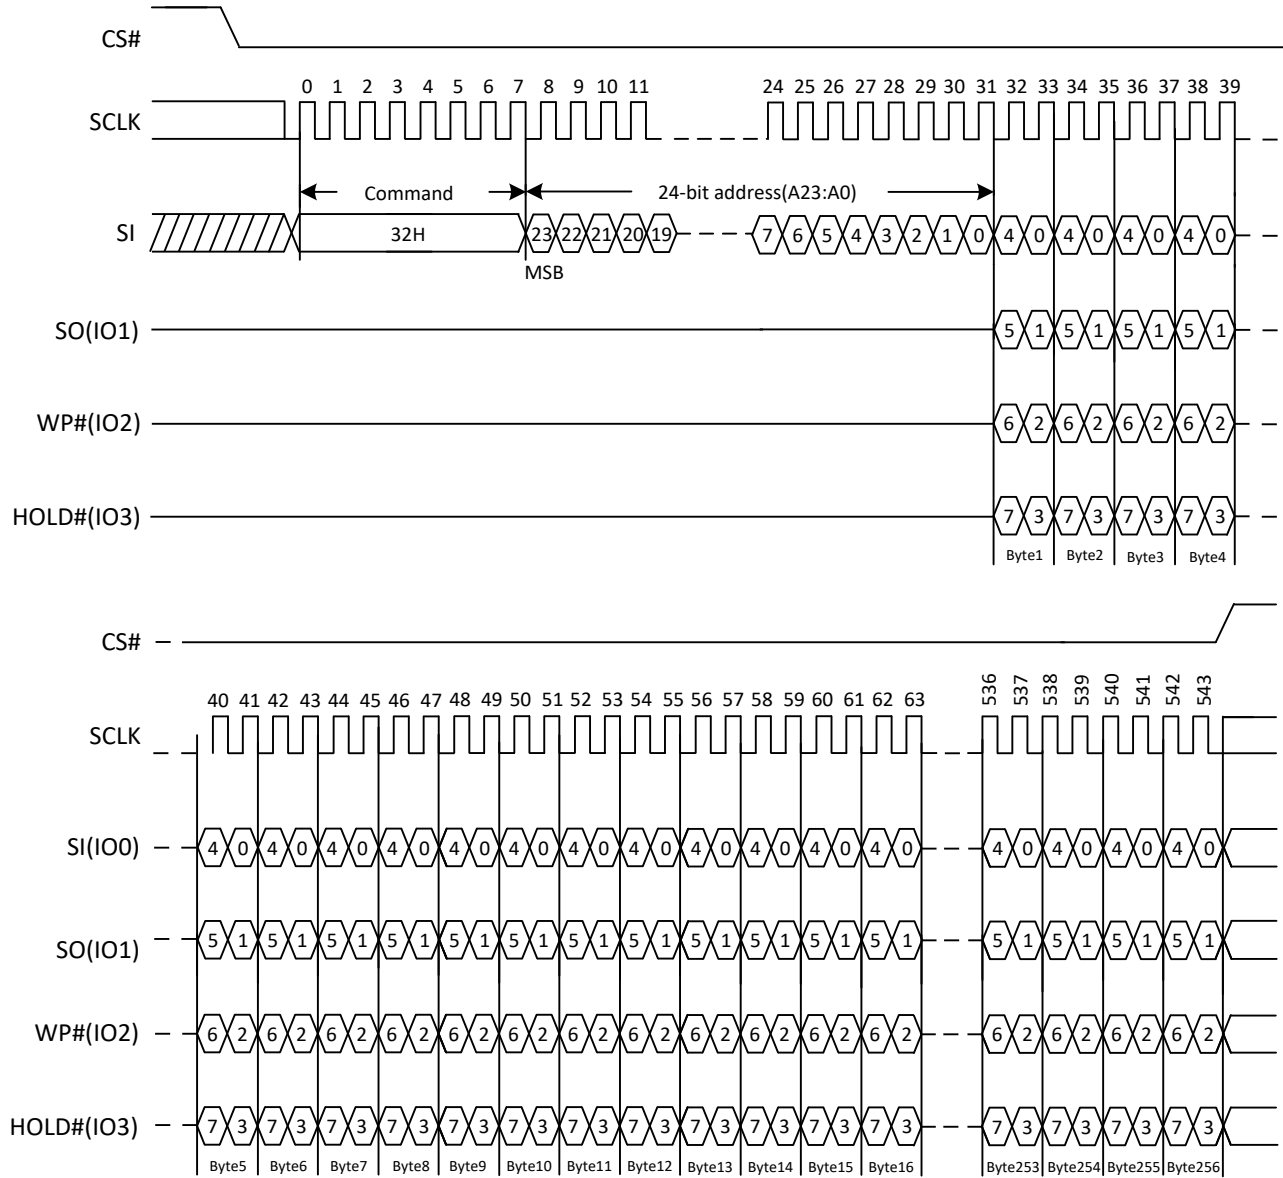 CS#
0 1 2 3 4 5 6 7 8 9 10 11 24 25 26 27 28 29 30 31 32 33 34 35 36 37 38 39
SCLK
Command 24-bit address(A23:A0)
SI 32H 23 22 21 20 19 7 6 5 4 3 2 1 0 4 0 4 0 4 0 4 0
MSB
SO(IO1) 5 1 5 1 5 1 5 1
WP#(IO2) 6 2 6 2 6 2 6 2
HOLD#(IO3) 7 3 7 3 7 3 7 3
Byte1 Byte2 Byte3 Byte4
CS#
40 41 42 43 44 45 46 47 48 49 50 51 52 53 54 55 56 57 58 59 60 61 62 63 536 537 538 539 540 541 542 543
SCLK
SI(IO0) 4 0 4 0 4 0 4 0 4 0 4 0 4 0 4 0 4 0 4 0 4 0 4 0 4 0 4 0 4 0 4 0
SO(IO1) 5 1 5 1 5 1 5 1 5 1 5 1 5 1 5 1 5 1 5 1 5 1 5 1 5 1 5 1 5 1 5 1
WP#(IO2) 6 2 6 2 6 2 6 2 6 2 6 2 6 2 6 2 6 2 6 2 6 2 6 2 6 2 6 2 6 2 6 2
HOLD#(IO3) 7 3 7 3 7 3 7 3 7 3 7 3 7 3 7 3 7 3 7 3 7 3 7 3 7 3 7 3 7 3 7 3
Byte5 Byte6 Byte7 Byte8 Byte9 Byte10 Byte11 Byte12 Byte13 Byte14 Byte15 Byte16 Byte253 Byte254 Byte255 Byte256